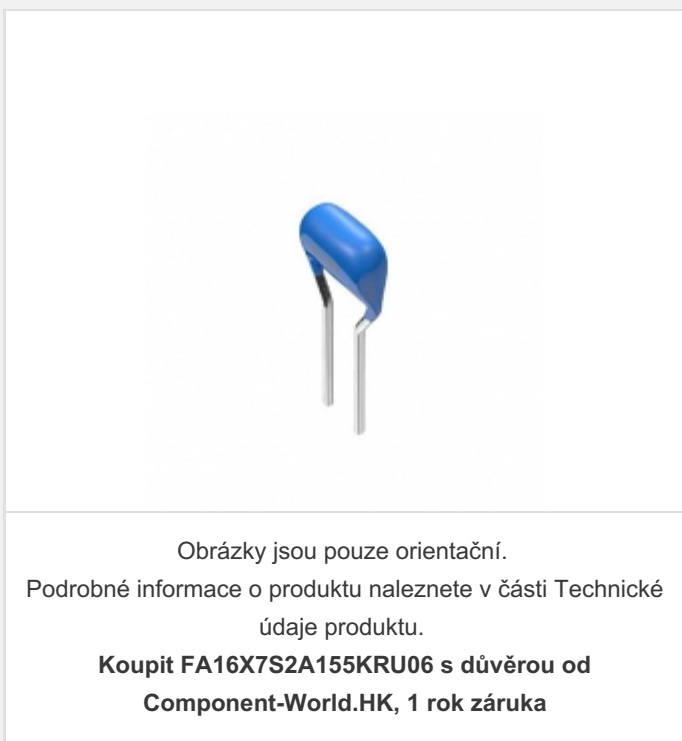 Obrázky jsou pouze orientační.
Podrobné informace o produktu naleznete v části Technické
údaje produktu.
Koupit FA16X7S2A155KRU06 s důvěrou od
Component-World.HK, 1 rok záruka